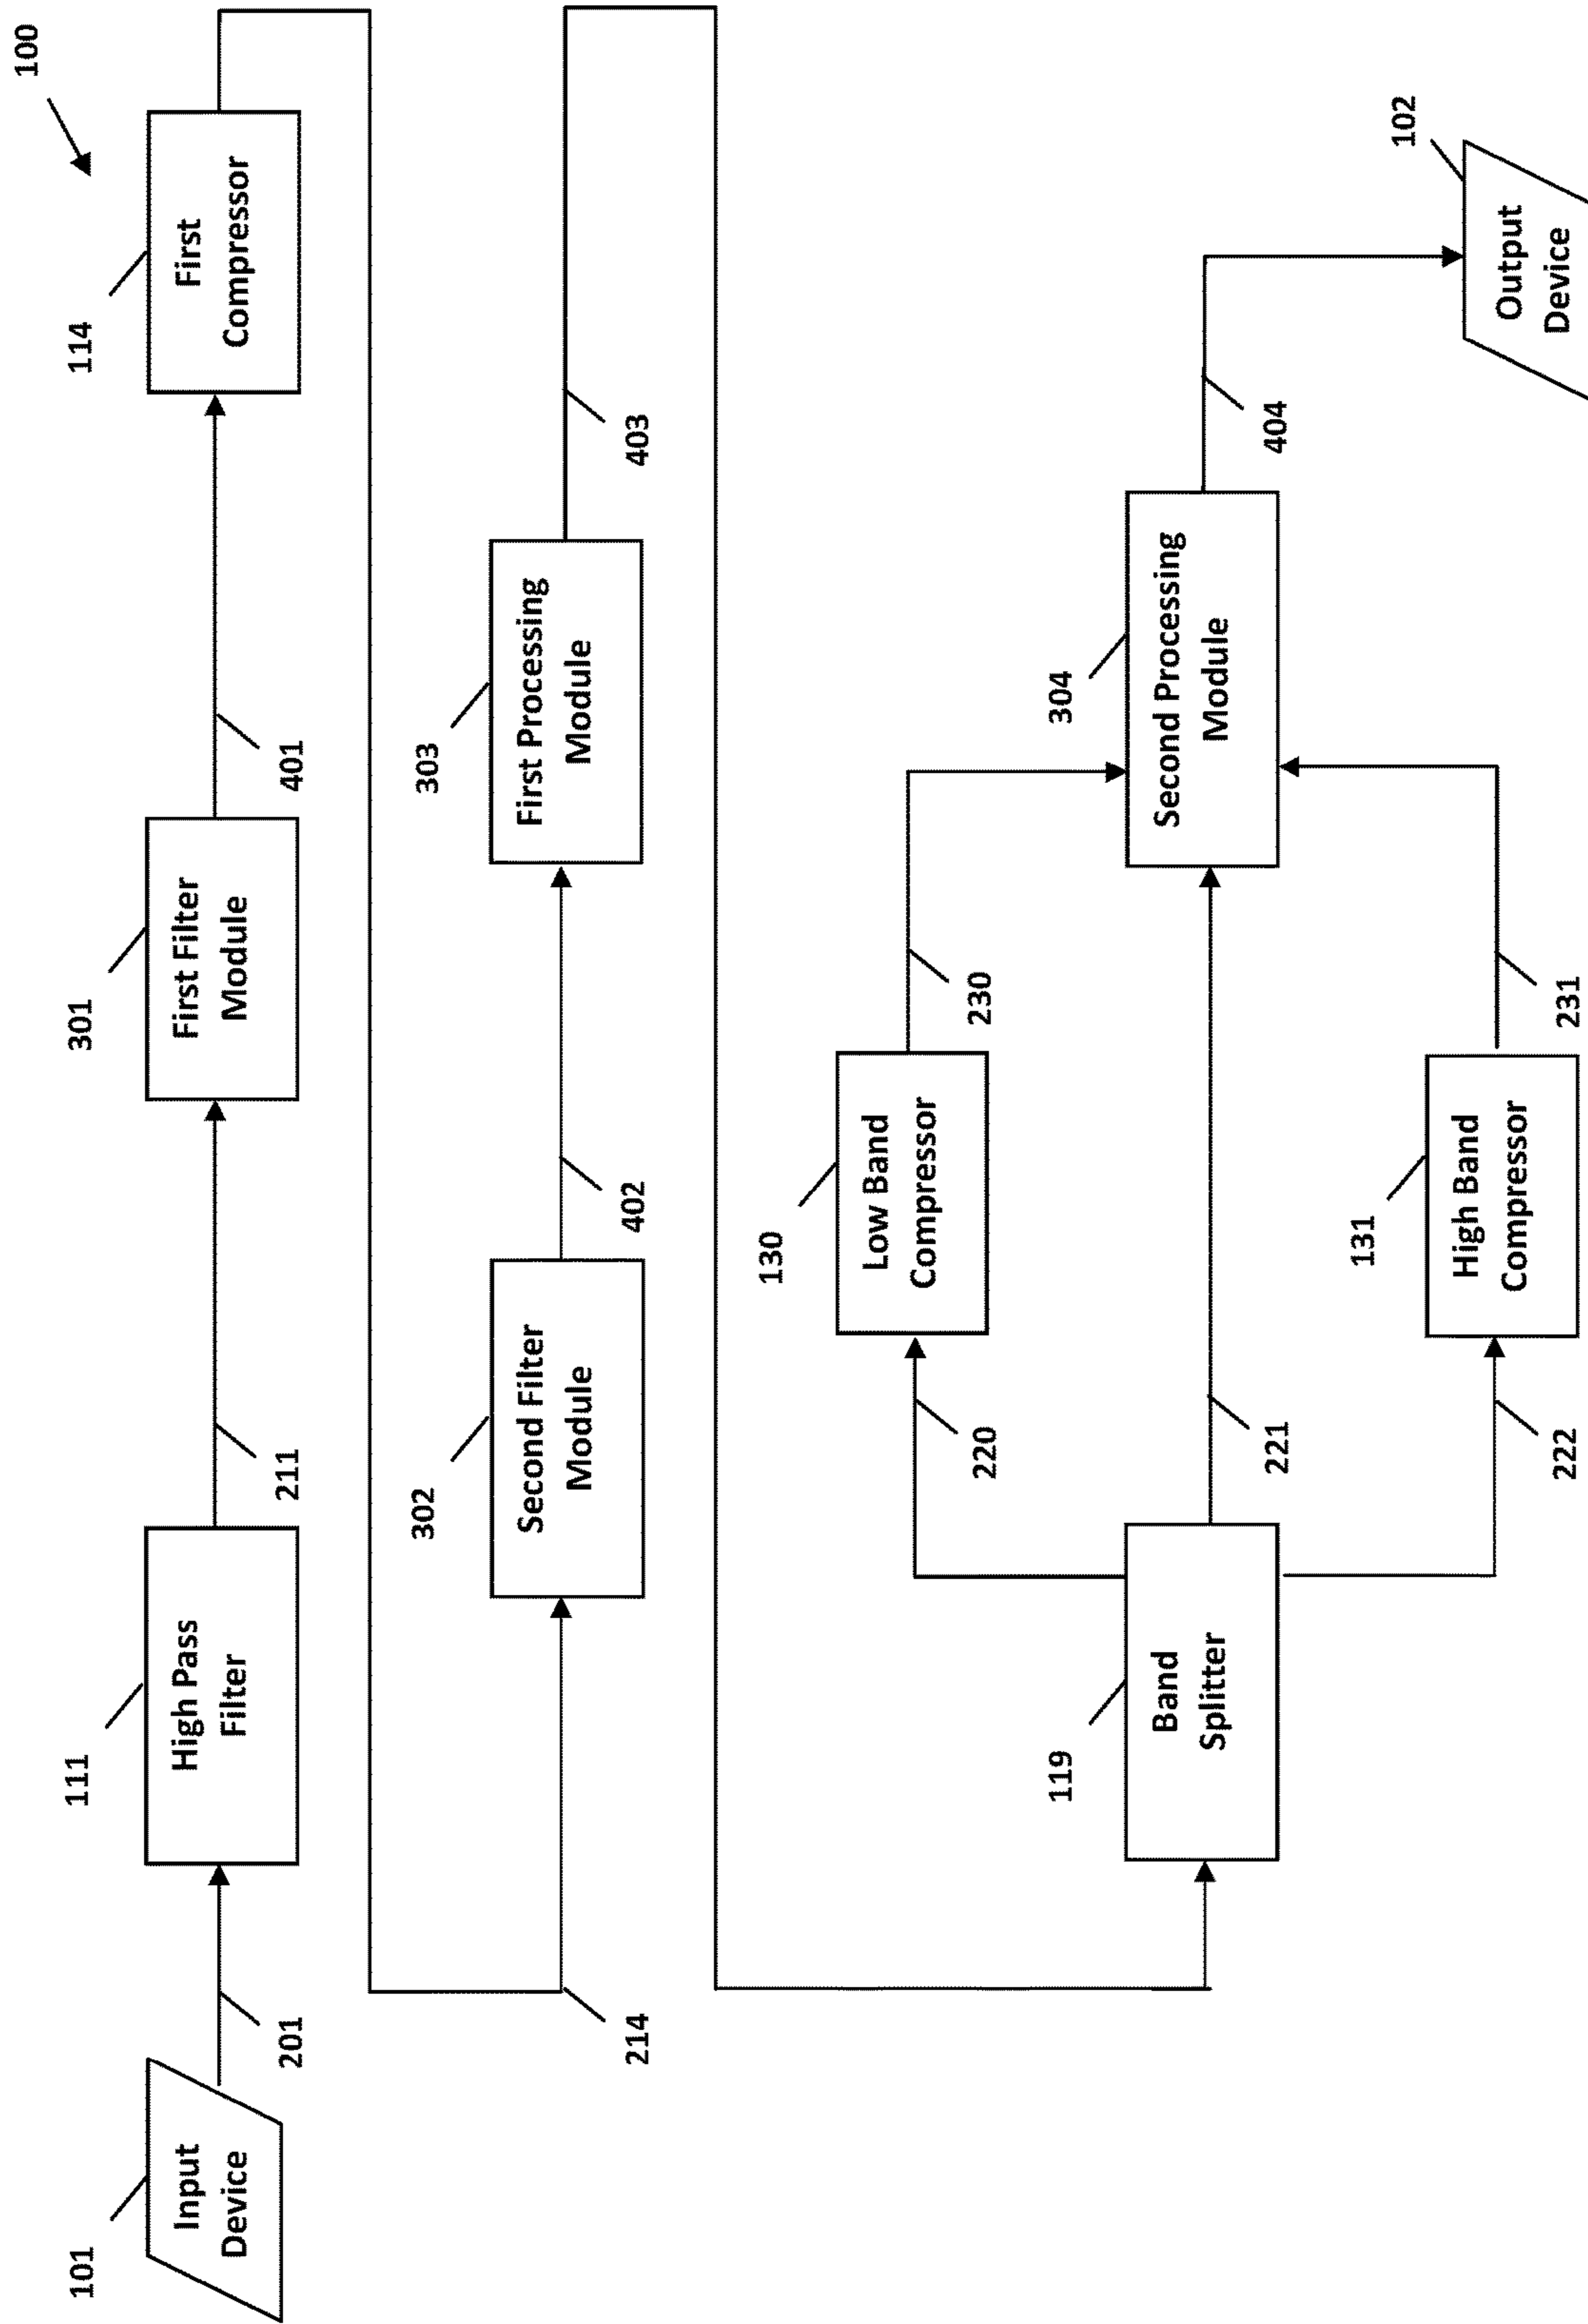 100
101
Input
Device
201
111
High Pass
Filter
211
301
First Filter
Module
401
114
First
Compressor
214
302
Second Filter
Module
402
303
First Processing
Module
403
119
Band
Splitter
220
130
Low Band
Compressor
230
221
222
131
High Band
Compressor
231
304
Second Processing
Module
404
102
Output
Device